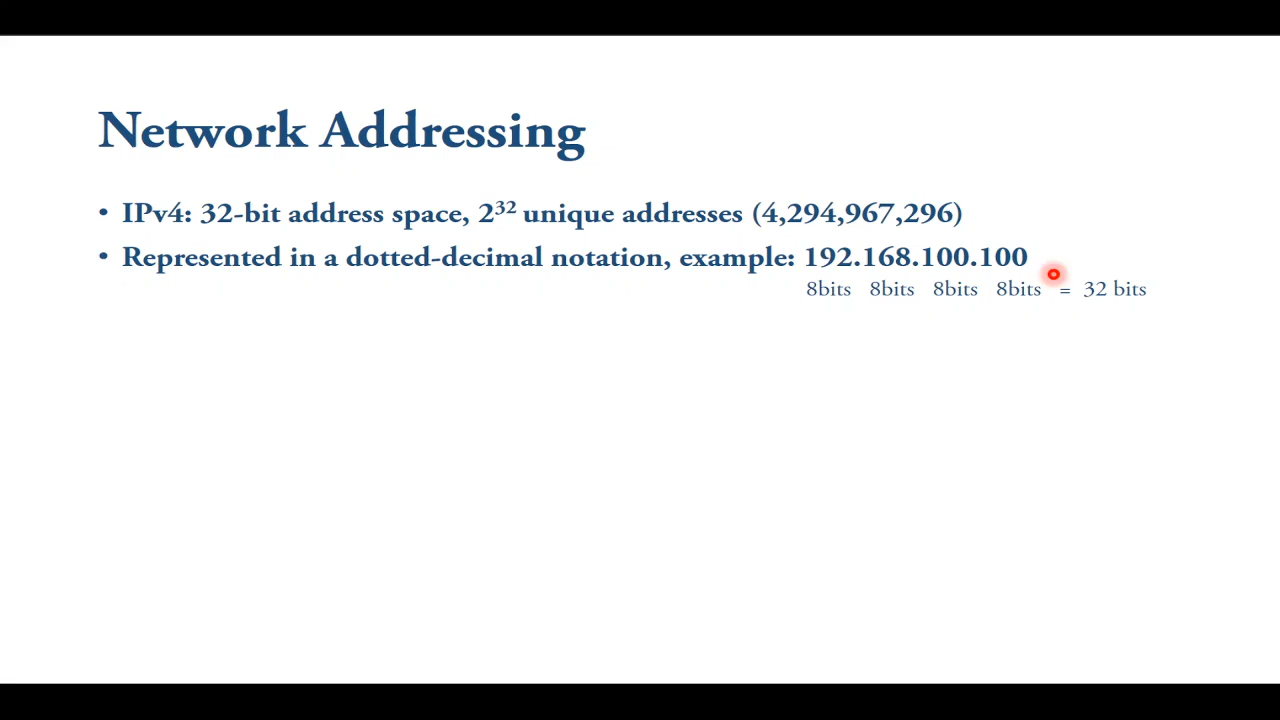 Network Addressing
• IPv4: 32-bit address space, 2³² unique addresses (4,294,967,296)
• Represented in a dotted-decimal notation, example: 192.168.100.100
8bits 8bits 8bits 8bits = 32 bits